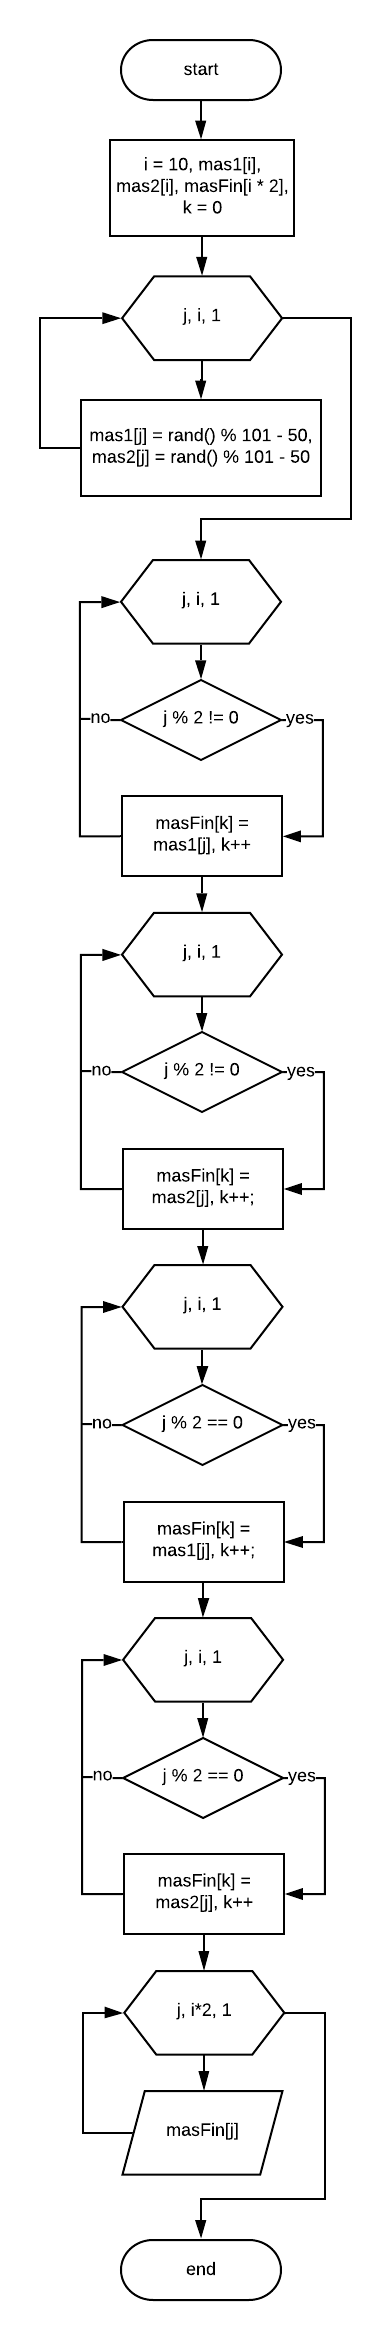 start
i = 10, mas1[i],
mas2[i], masFin[i * 2],
k = 0
j, i, 1
mas1[j] = rand() % 101 - 50,
mas2[j] = rand() % 101 - 50
j, i, 1
no
j % 2 != 0
yes
masFin[k] =
mas1[j], k++
j, i, 1
no
j % 2 != 0
yes
masFin[k] =
mas2[j], k++;
j, i, 1
no
j % 2 == 0
yes
masFin[k] =
mas1[j], k++;
j, i, 1
no
j % 2 == 0
yes
masFin[k] =
mas2[j], k++
j, i*2, 1
masFin[j]
end